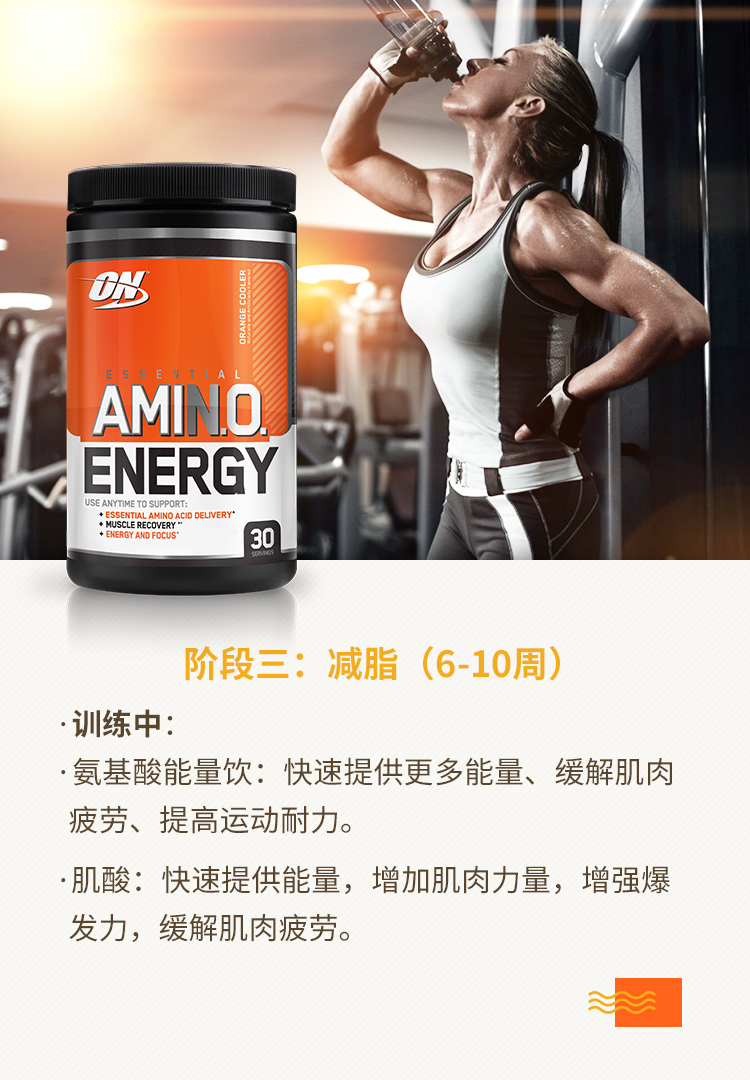 ON
ORANGE COOLER
ESSENTIAL
AMIN.O.
ENERGY
USE ANYTIME TO SUPPORT:
+ ESSENTIAL AMINO ACID DELIVERY*
+ MUSCLE RECOVERY*
+ ENERGY AND FOCUS*
30
SERVINGS
阶段三：减脂（6-10周）
·训练中：
·氨基酸能量饮：快速提供更多能量、缓解肌肉
疲劳、提高运动耐力。
·肌酸：快速提供能量，增加肌肉力量，增强爆
发力，缓解肌肉疲劳。